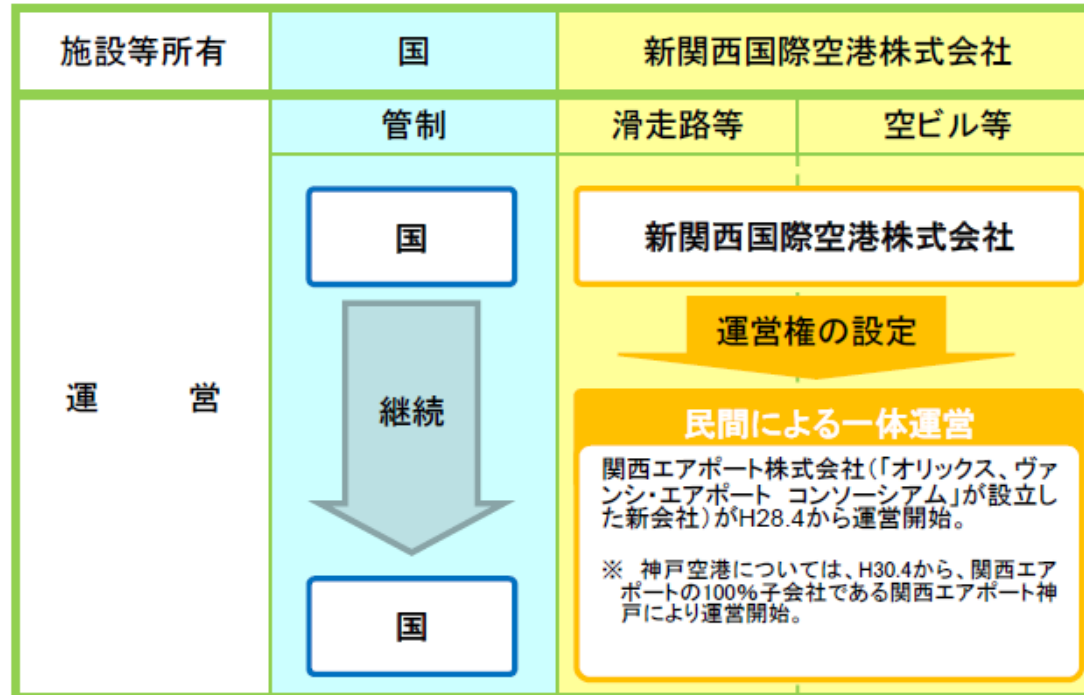 施設等所有
国
新関西国際空港株式会社
管制
滑走路等
空ビル等
運　営
国
新関西国際空港株式会社
継続
運営権の設定
民間による一体運営
関西エアポート株式会社(「オリックス、ヴァ
ンシ・エアポート　コンソーシアム」が設立し
た新会社)がH28.4から運営開始。
※　神戸空港については、H30.4から、関西エア
ポートの100%子会社である関西エアポート神
戸により運営開始。
国